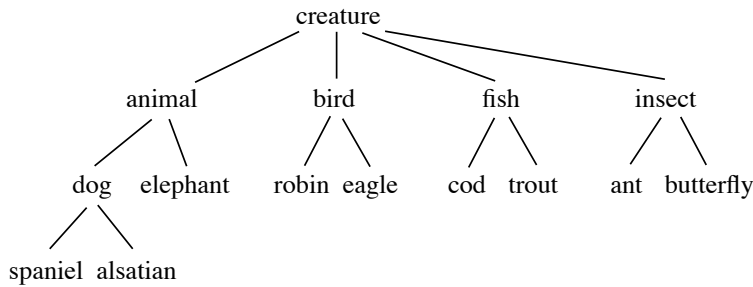 creature
animal bird fish insect
dog elephant robin eagle cod trout ant butterfly
spaniel alsatian